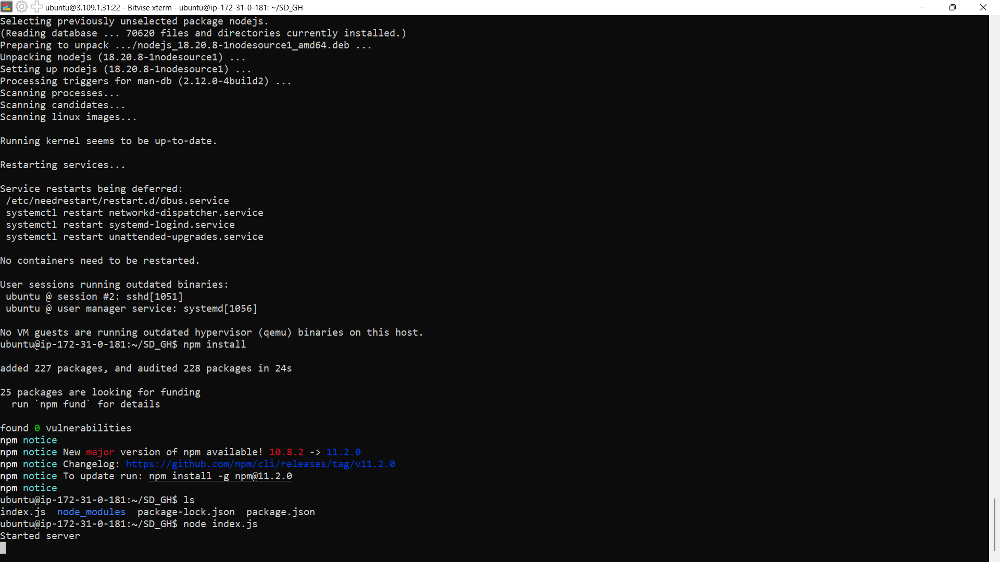 ubuntu@3.109.1.31:22 - Bitvise xterm - ubuntu@ip-172-31-0-181: ~/SD_GH
Selecting previously unselected package nodejs.
(Reading database ... 70620 files and directories currently installed.)
Preparing to unpack .../nodejs_18.20.8-1nodesource1_amd64.deb ...
Unpacking nodejs (18.20.8-1nodesource1) ...
Setting up nodejs (18.20.8-1nodesource1) ...
Processing triggers for man-db (2.12.0-4build2) ...
Scanning processes...
Scanning candidates...
Scanning linux images...
Running kernel seems to be up-to-date.
Restarting services...
Service restarts being deferred:
 /etc/needrestart/restart.d/dbus.service
 systemctl restart networkd-dispatcher.service
 systemctl restart systemd-logind.service
 systemctl restart unattended-upgrades.service
No containers need to be restarted.
User sessions running outdated binaries:
 ubuntu @ session #2: sshd[1051]
 ubuntu @ user manager service: systemd[1056]
No VM guests are running outdated hypervisor (qemu) binaries on this host.
ubuntu@ip-172-31-0-181:~/SD_GH$ npm install
added 227 packages, and audited 228 packages in 24s
25 packages are looking for funding
  run `npm fund` for details
found 0 vulnerabilities
npm notice
npm notice New major version of npm available! 10.8.2 -> 11.2.0
npm notice Changelog: https://github.com/npm/cli/releases/tag/v11.2.0
npm notice To update run: npm install -g npm@11.2.0
npm notice
ubuntu@ip-172-31-0-181:~/SD_GH$ ls
index.js  node_modules  package-lock.json  package.json
ubuntu@ip-172-31-0-181:~/SD_GH$ node index.js
Started server